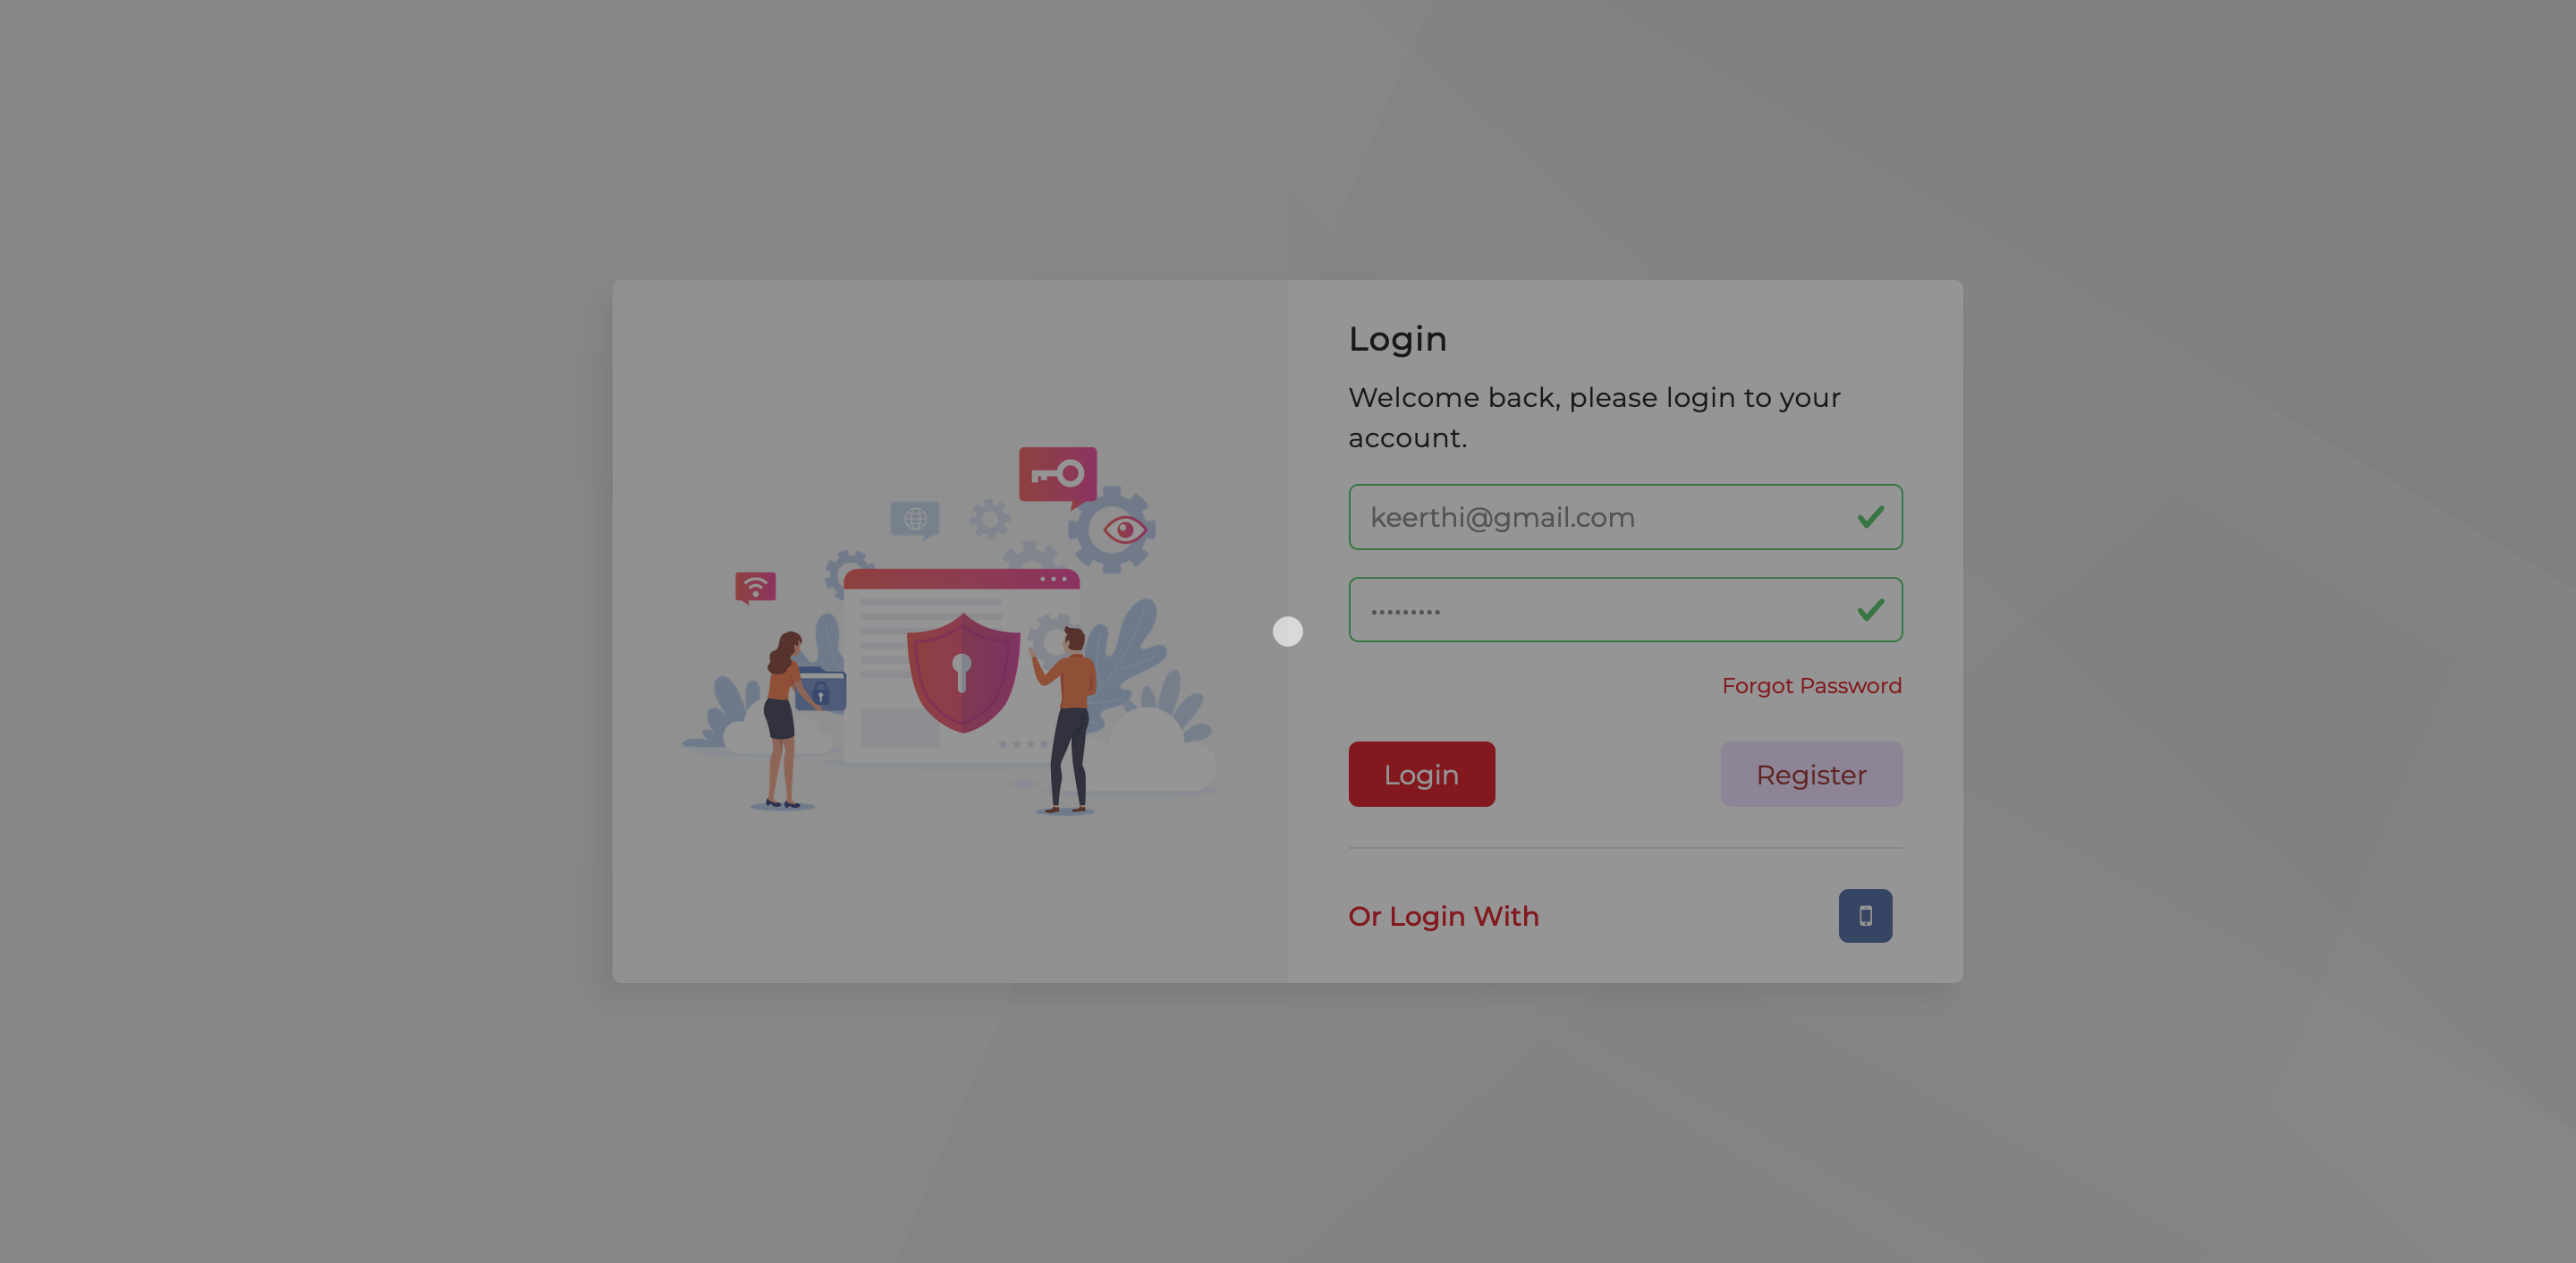 Login
Welcome back, please login to your
account.
keerthi@gmail.com
•••••••••
Forgot Password
Login
Register
Or Login With